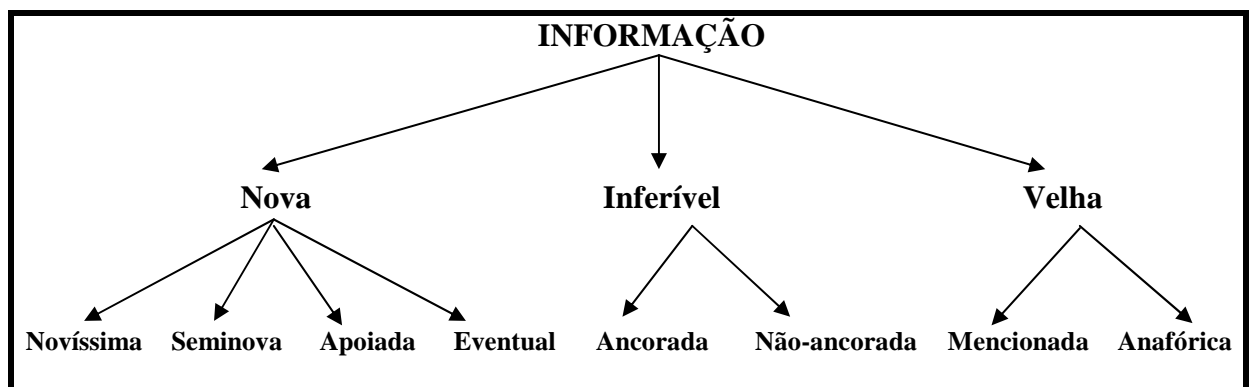 INFORMAÇÃO
Nova Inferível Velha
Novíssima Seminova Apoiada Eventual Ancorada Não-ancorada Mencionada Anafórica